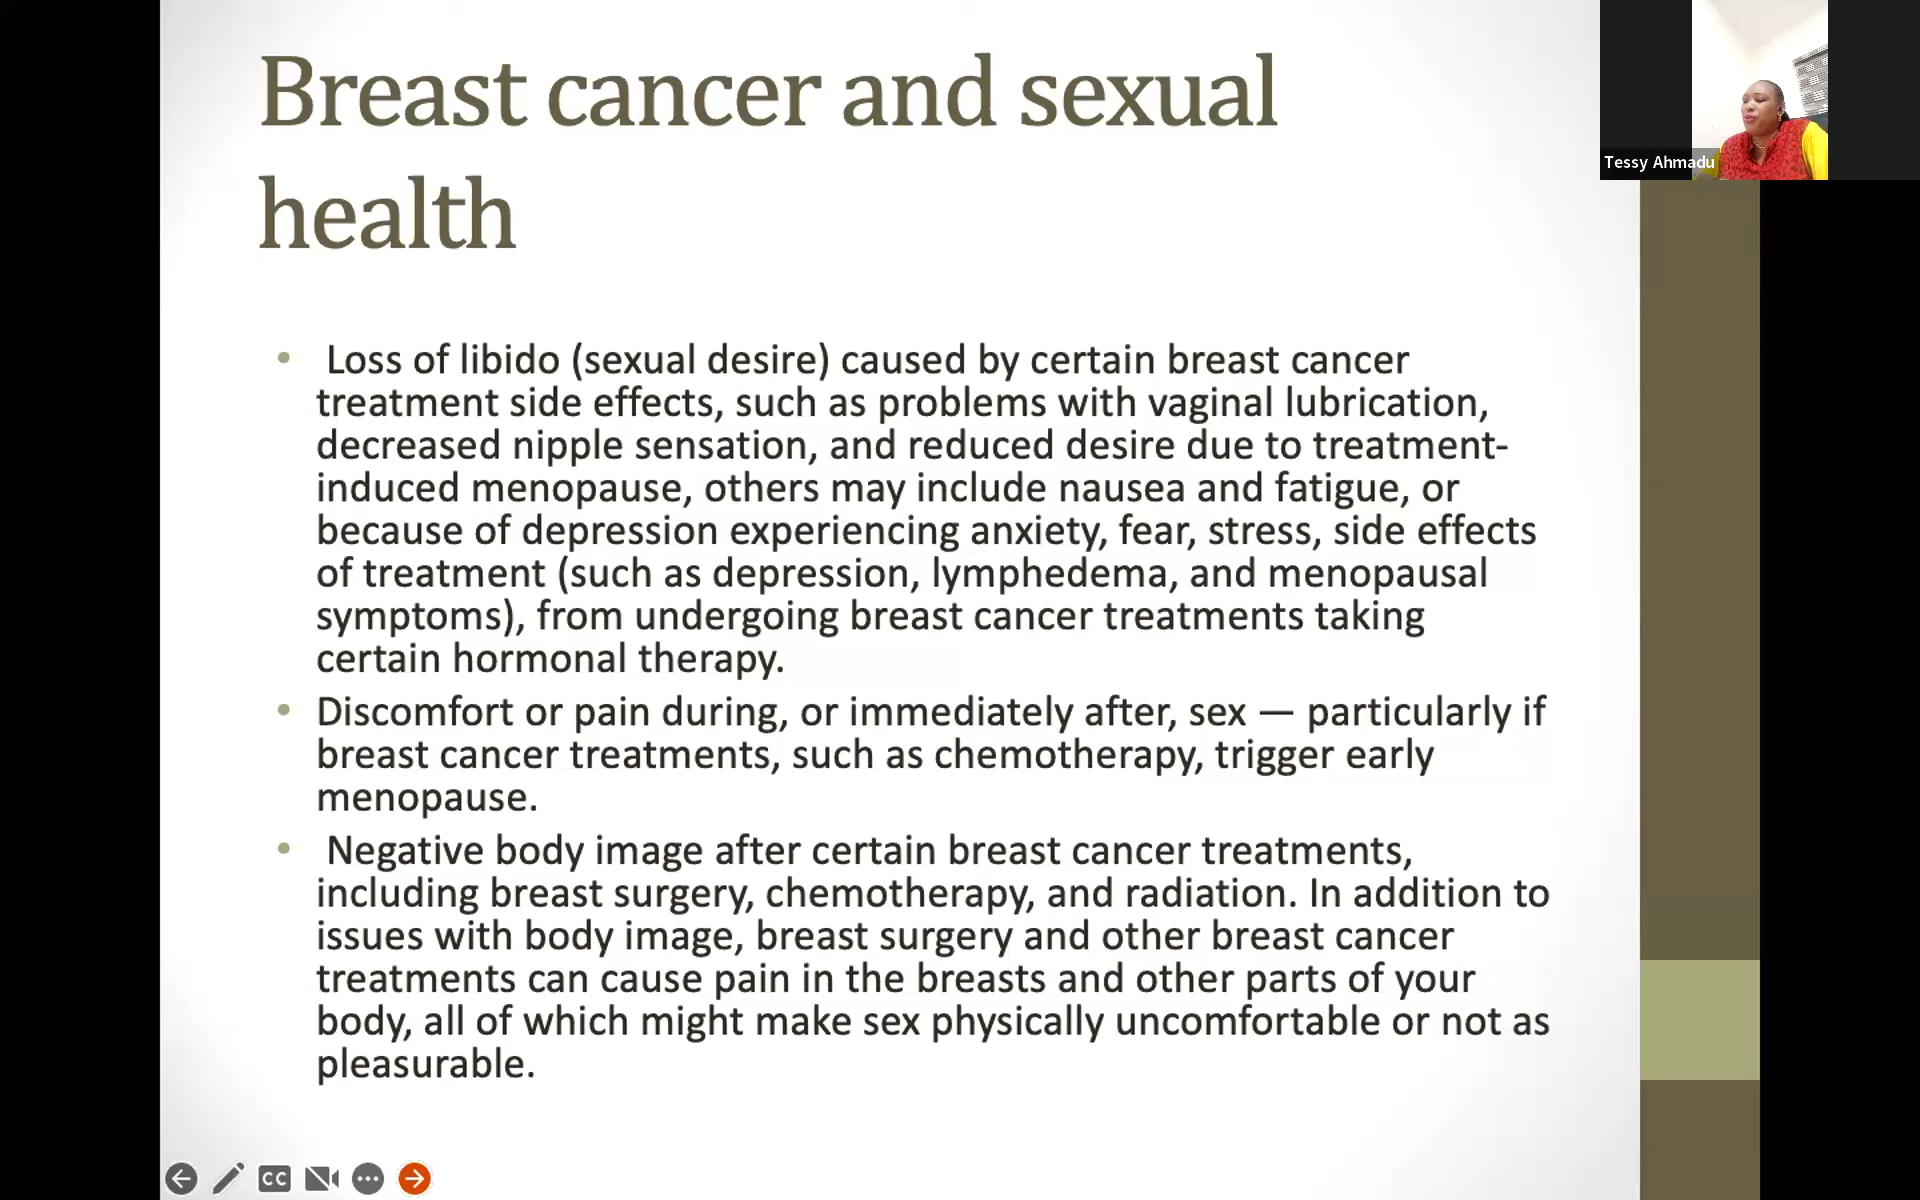 Breast cancer and sexual
health
Tessy Ahmadu
• Loss of libido (sexual desire) caused by certain breast cancer
treatment side effects, such as problems with vaginal lubrication,
decreased nipple sensation, and reduced desire due to treatment-
induced menopause, others may include nausea and fatigue, or
because of depression experiencing anxiety, fear, stress, side effects
of treatment (such as depression, lymphedema, and menopausal
symptoms), from undergoing breast cancer treatments taking
certain hormonal therapy.
• Discomfort or pain during, or immediately after, sex — particularly if
breast cancer treatments, such as chemotherapy, trigger early
menopause.
• Negative body image after certain breast cancer treatments,
including breast surgery, chemotherapy, and radiation. In addition to
issues with body image, breast surgery and other breast cancer
treatments can cause pain in the breasts and other parts of your
body, all of which might make sex physically uncomfortable or not as
pleasurable.
CC